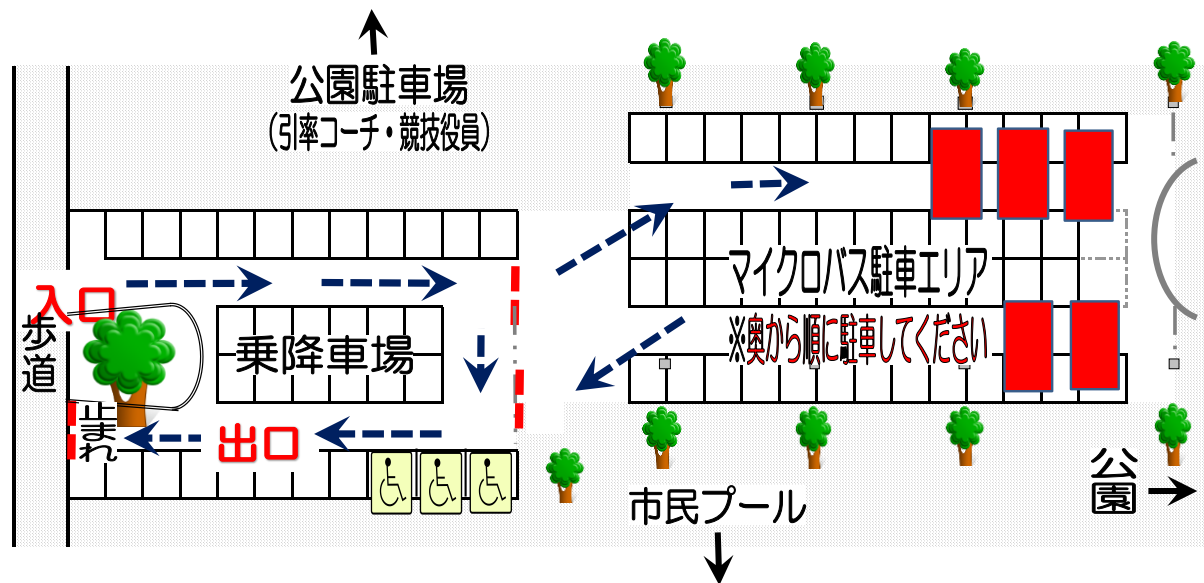 公園駐車場
(引率コーチ・競技役員)
入口
歩道
乗降車場
止まれ
出口
マイクロバス駐車エリア
※奥から順に駐車してください
市民プール
公園